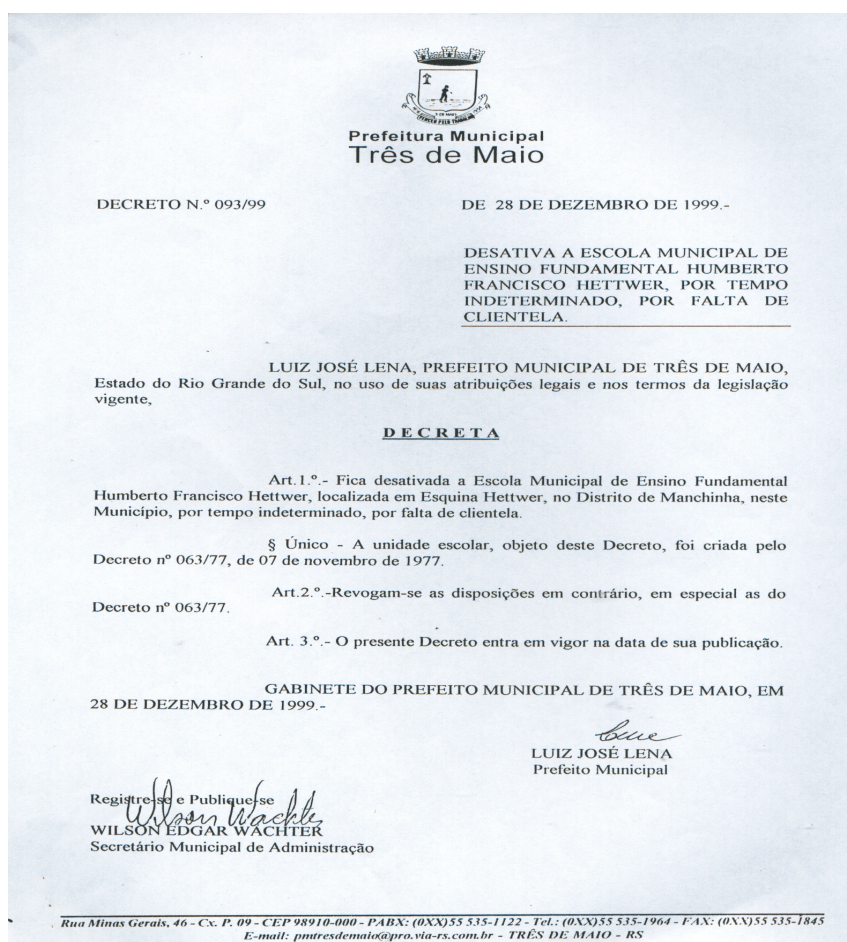 3 DE MAIO
VENCER PELO TRABALHO
Prefeitura Municipal
Três de Maio
DECRETO N.º 093/99 DE 28 DE DEZEMBRO DE 1999.-
DESATIVA A ESCOLA MUNICIPAL DE
ENSINO FUNDAMENTAL HUMBERTO
FRANCISCO HETTWER, POR TEMPO
INDETERMINADO, POR FALTA DE
CLIENTELA.
LUIZ JOSÉ LENA, PREFEITO MUNICIPAL DE TRÊS DE MAIO,
Estado do Rio Grande do Sul, no uso de suas atribuições legais e nos termos da legislação
vigente,
D E C R E T A
Art.1.º.- Fica desativada a Escola Municipal de Ensino Fundamental
Humberto Francisco Hettwer, localizada em Esquina Hettwer, no Distrito de Manchinha, neste
Município, por tempo indeterminado, por falta de clientela.
§ Único - A unidade escolar, objeto deste Decreto, foi criada pelo
Decreto nº 063/77, de 07 de novembro de 1977.
Art.2.º.-Revogam-se as disposições em contrário, em especial as do
Decreto nº 063/77.
Art. 3.º.- O presente Decreto entra em vigor na data de sua publicação.
GABINETE DO PREFEITO MUNICIPAL DE TRÊS DE MAIO, EM
28 DE DEZEMBRO DE 1999.-
LUIZ JOSÉ LENA
Prefeito Municipal
Registre-se e Publique-se
Wilson Wachter
WILSON EDGAR WACHTER
Secretário Municipal de Administração
Rua Minas Gerais, 46 - Cx. P. 09 - CEP 98910-000 - PABX: (0XX)55 535-1122 - Tel.: (0XX)55 535-1964 - FAX: (0XX)55 535-1845
E-mail: pmtresdemaio@pro.via-rs.com.br - TRÊS DE MAIO - RS